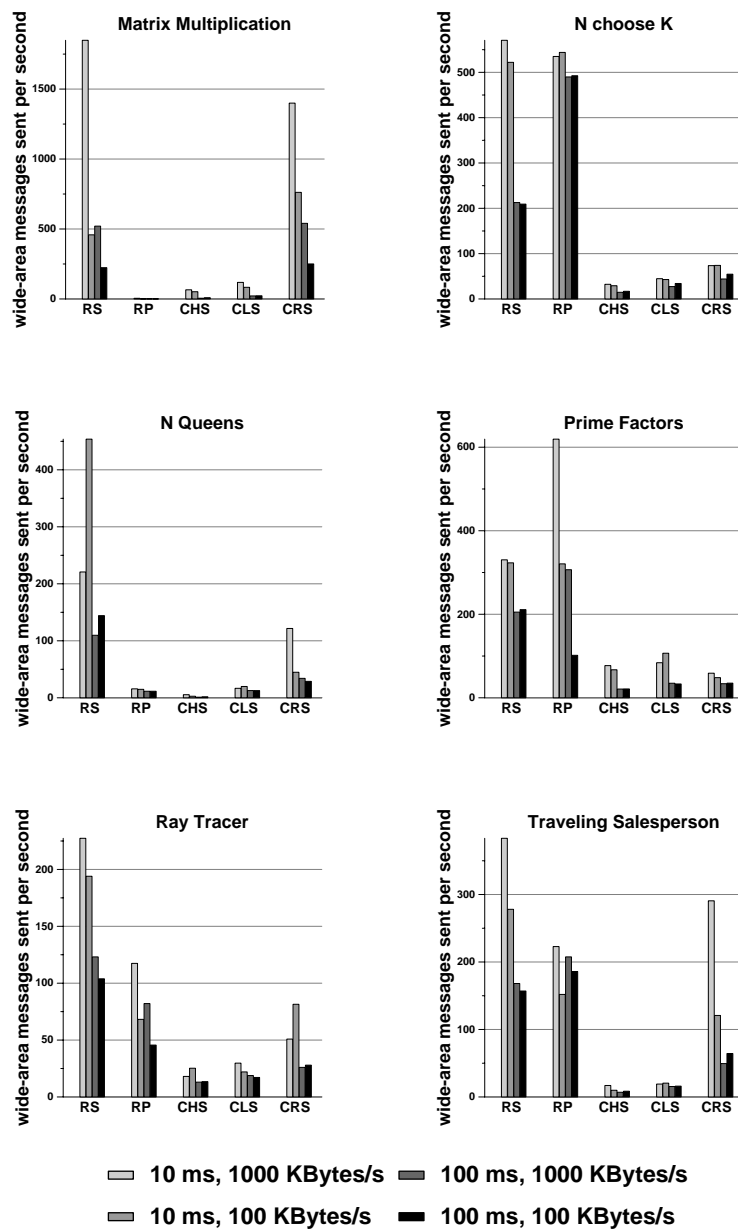 Matrix Multiplication
wide-area messages sent per second
1500
1000
500
0
RS RP CHS CLS CRS
N choose K
wide-area messages sent per second
500
400
300
200
100
0
RS RP CHS CLS CRS
N Queens
wide-area messages sent per second
400
300
200
100
0
RS RP CHS CLS CRS
Prime Factors
wide-area messages sent per second
600
400
200
0
RS RP CHS CLS CRS
Ray Tracer
wide-area messages sent per second
200
150
100
50
0
RS RP CHS CLS CRS
Traveling Salesperson
wide-area messages sent per second
300
200
100
0
RS RP CHS CLS CRS
10 ms, 1000 KBytes/s 100 ms, 1000 KBytes/s
10 ms, 100 KBytes/s 100 ms, 100 KBytes/s